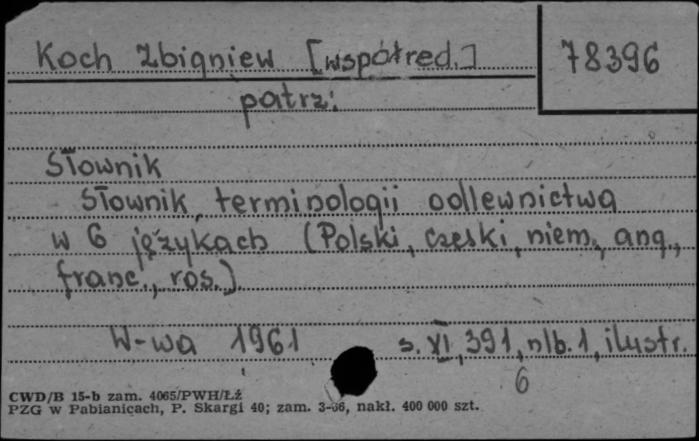 Koch Zbigniew [współred.]
78396
patrz:
Słownik
Słownik terminologii odlewnictwa
w 6 językach (Polski, czeski, niem., ang.,
franc., ros.)
W-wa 1961 s. XI, 391, nlb. 1, ilustr.
6
CWD/B 15-b zam. 4065/PWH/Łż
PZG w Pabianicach, P. Skargi 40; zam. 3-66, nakł. 400 000 szt.